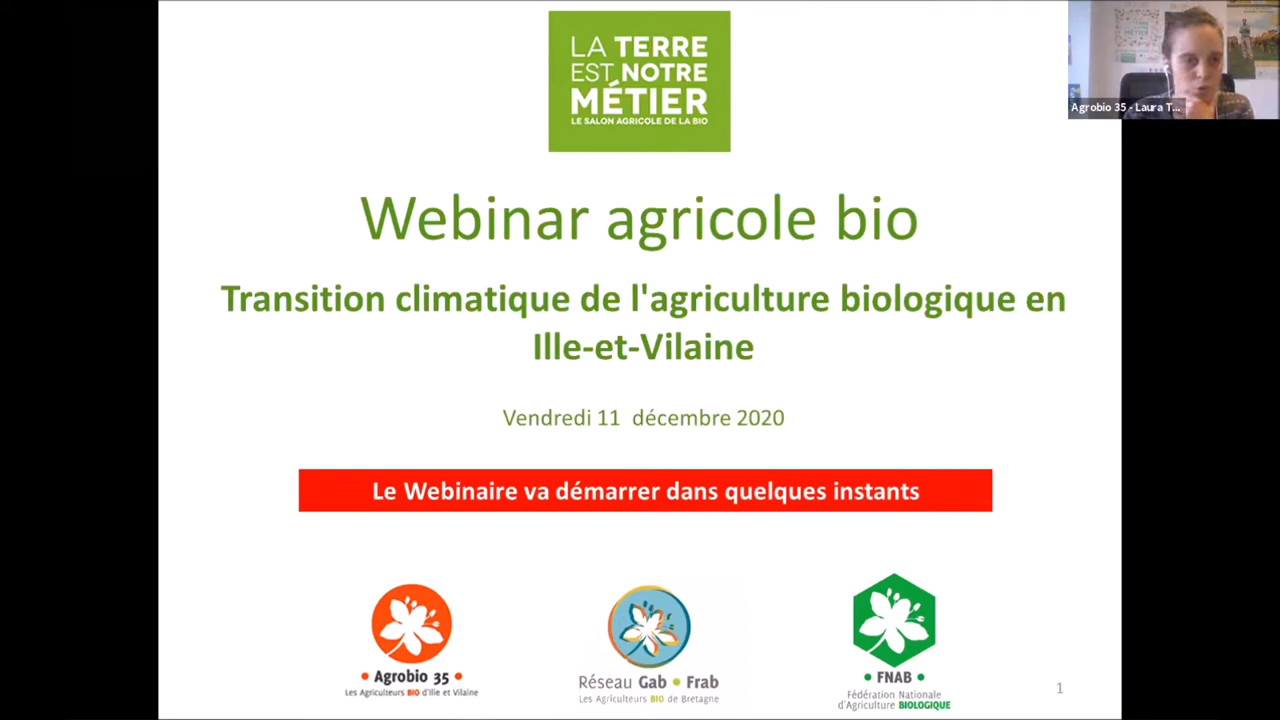 LA TERRE
EST NOTRE
MÉTIER
LE SALON AGRICOLE DE LA BIO
Agrobio 35 - Laura T...
Webinar agricole bio
Transition climatique de l'agriculture biologique en
Ille-et-Vilaine
Vendredi 11 décembre 2020
Le Webinaire va démarrer dans quelques instants
• Agrobio 35 •
Les Agriculteurs BIO d'Ille et Vilaine
Réseau Gab • Frab
Les Agriculteurs BIO de Bretagne
• FNAB •
Fédération Nationale
d'Agriculture BIOLOGIQUE
1